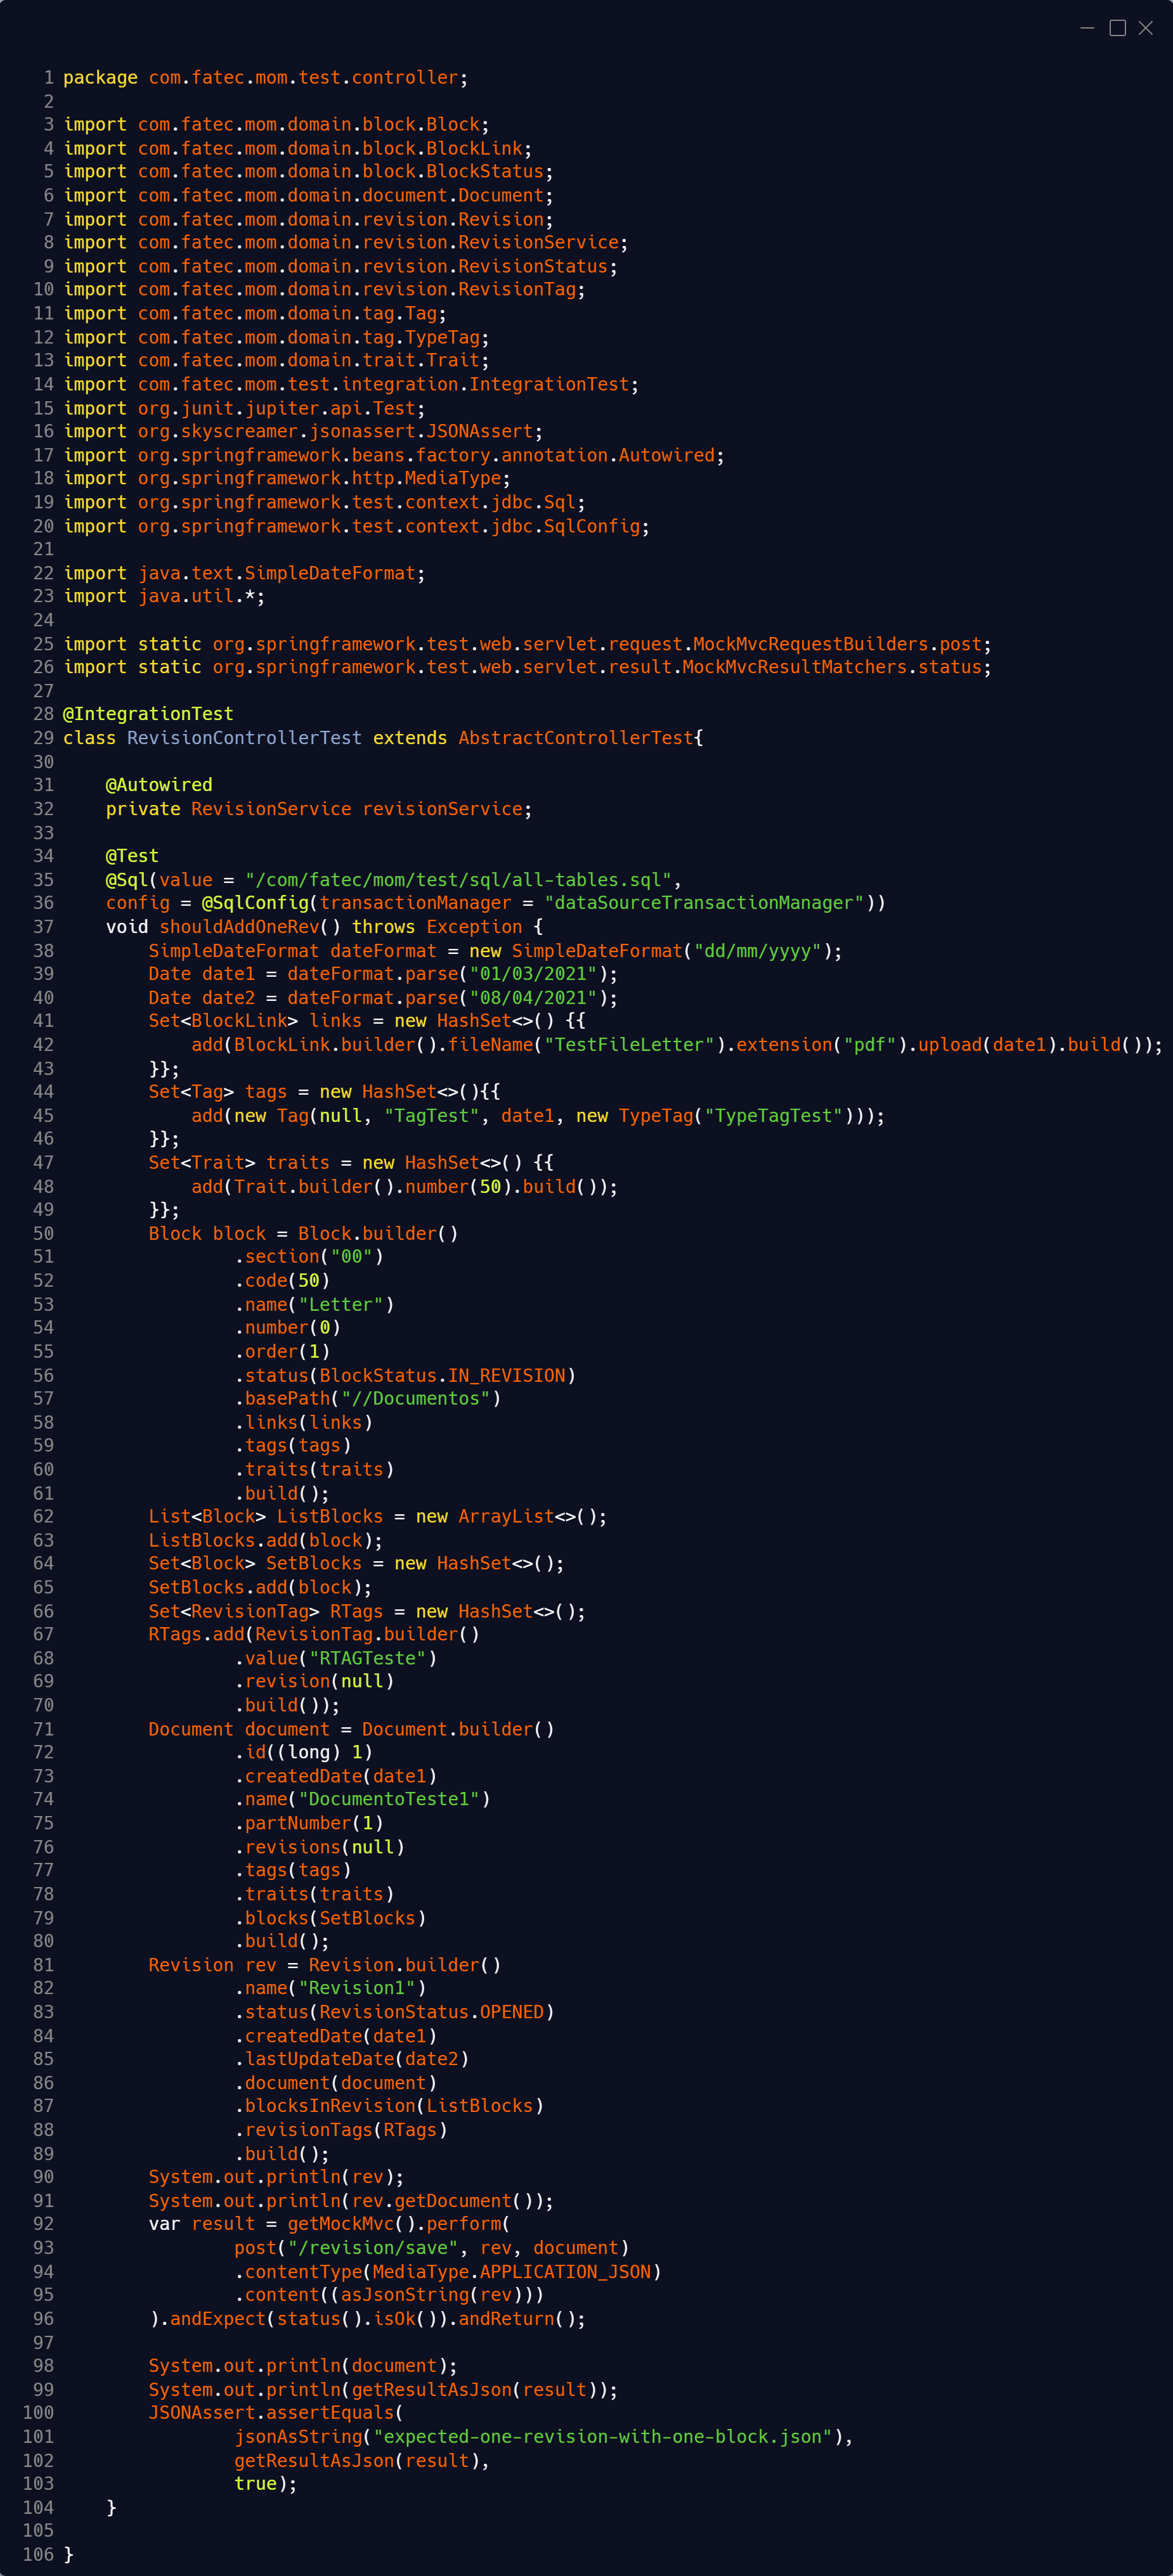 1 package com.fatec.mom.test.controller;
2
3 import com.fatec.mom.domain.block.Block;
4 import com.fatec.mom.domain.block.BlockLink;
5 import com.fatec.mom.domain.block.BlockStatus;
6 import com.fatec.mom.domain.document.Document;
7 import com.fatec.mom.domain.revision.Revision;
8 import com.fatec.mom.domain.revision.RevisionService;
9 import com.fatec.mom.domain.revision.RevisionStatus;
10 import com.fatec.mom.domain.revision.RevisionTag;
11 import com.fatec.mom.domain.tag.Tag;
12 import com.fatec.mom.domain.tag.TypeTag;
13 import com.fatec.mom.domain.trait.Trait;
14 import com.fatec.mom.test.integration.IntegrationTest;
15 import org.junit.jupiter.api.Test;
16 import org.skyscreamer.jsonassert.JSONAssert;
17 import org.springframework.beans.factory.annotation.Autowired;
18 import org.springframework.http.MediaType;
19 import org.springframework.test.context.jdbc.Sql;
20 import org.springframework.test.context.jdbc.SqlConfig;
21
22 import java.text.SimpleDateFormat;
23 import java.util.*;
24
25 import static org.springframework.test.web.servlet.request.MockMvcRequestBuilders.post;
26 import static org.springframework.test.web.servlet.result.MockMvcResultMatchers.status;
27
28 @IntegrationTest
29 class RevisionControllerTest extends AbstractControllerTest{
30
31     @Autowired
32     private RevisionService revisionService;
33
34     @Test
35     @Sql(value = "/com/fatec/mom/test/sql/all-tables.sql",
36     config = @SqlConfig(transactionManager = "dataSourceTransactionManager"))
37     void shouldAddOneRev() throws Exception {
38         SimpleDateFormat dateFormat = new SimpleDateFormat("dd/mm/yyyy");
39         Date date1 = dateFormat.parse("01/03/2021");
40         Date date2 = dateFormat.parse("08/04/2021");
41         Set<BlockLink> links = new HashSet<>() {{
42             add(BlockLink.builder().fileName("TestFileLetter").extension("pdf").upload(date1).build());
43         }};
44         Set<Tag> tags = new HashSet<>(){{
45             add(new Tag(null, "TagTest", date1, new TypeTag("TypeTagTest")));
46         }};
47         Set<Trait> traits = new HashSet<>() {{
48             add(Trait.builder().number(50).build());
49         }};
50         Block block = Block.builder()
51                 .section("00")
52                 .code(50)
53                 .name("Letter")
54                 .number(0)
55                 .order(1)
56                 .status(BlockStatus.IN_REVISION)
57                 .basePath("//Documentos")
58                 .links(links)
59                 .tags(tags)
60                 .traits(traits)
61                 .build();
62         List<Block> ListBlocks = new ArrayList<>();
63         ListBlocks.add(block);
64         Set<Block> SetBlocks = new HashSet<>();
65         SetBlocks.add(block);
66         Set<RevisionTag> RTags = new HashSet<>();
67         RTags.add(RevisionTag.builder()
68                 .value("RTAGTeste")
69                 .revision(null)
70                 .build());
71         Document document = Document.builder()
72                 .id((long) 1)
73                 .createdDate(date1)
74                 .name("DocumentoTeste1")
75                 .partNumber(1)
76                 .revisions(null)
77                 .tags(tags)
78                 .traits(traits)
79                 .blocks(SetBlocks)
80                 .build();
81         Revision rev = Revision.builder()
82                 .name("Revision1")
83                 .status(RevisionStatus.OPENED)
84                 .createdDate(date1)
85                 .lastUpdateDate(date2)
86                 .document(document)
87                 .blocksInRevision(ListBlocks)
88                 .revisionTags(RTags)
89                 .build();
90         System.out.println(rev);
91         System.out.println(rev.getDocument());
92         var result = getMockMvc().perform(
93                 post("/revision/save", rev, document)
94                 .contentType(MediaType.APPLICATION_JSON)
95                 .content((asJsonString(rev)))
96         ).andExpect(status().isOk()).andReturn();
97
98         System.out.println(document);
99         System.out.println(getResultAsJson(result));
100         JSONAssert.assertEquals(
101                 jsonAsString("expected-one-revision-with-one-block.json"),
102                 getResultAsJson(result),
103                 true);
104     }
105
106 }